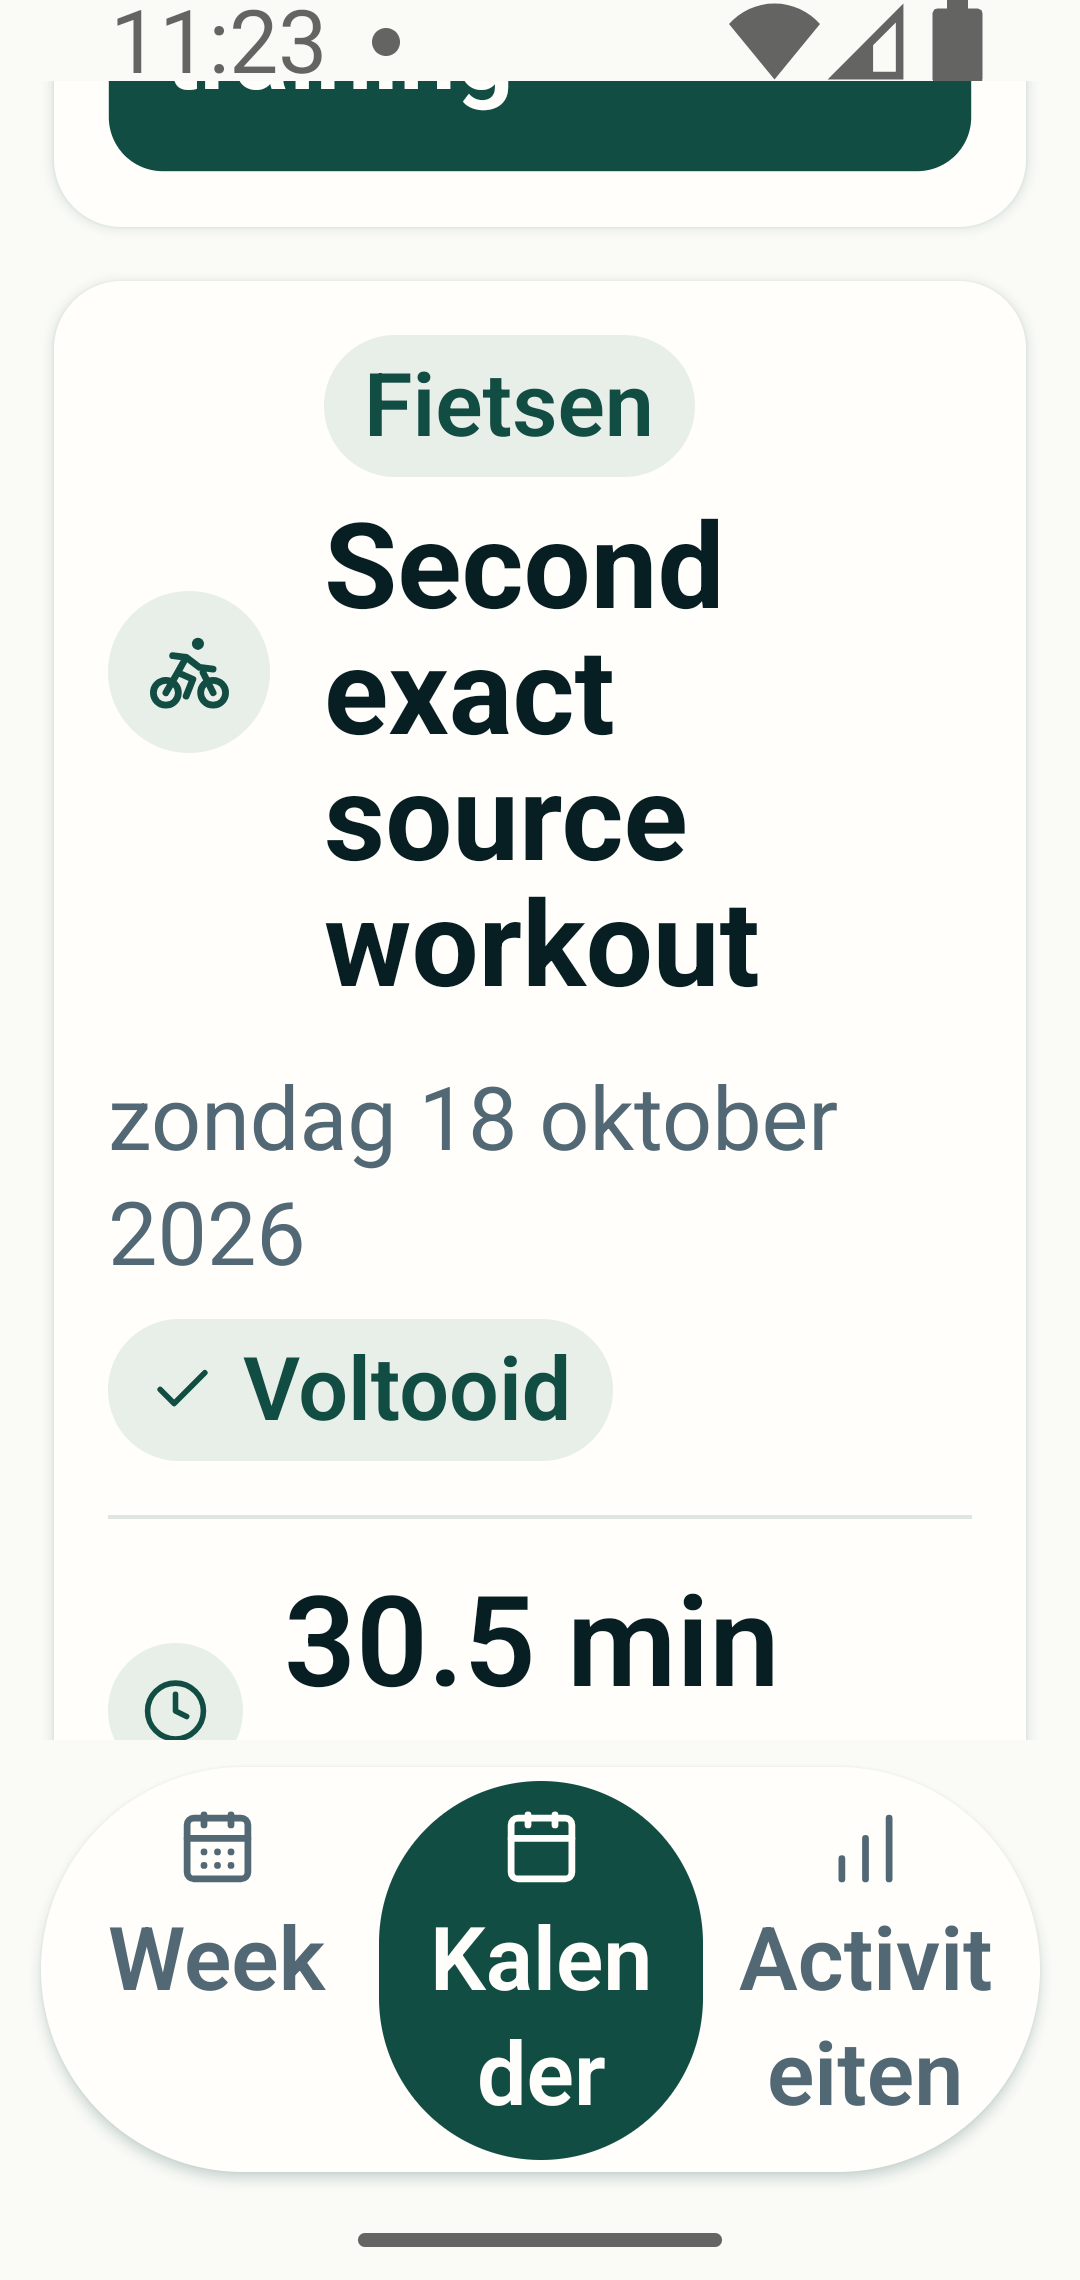 11:23
training
Fietsen
Second
exact
source
workout
zondag 18 oktober
2026
Voltooid
30.5 min
Week
Kalen
der
Activit
eiten